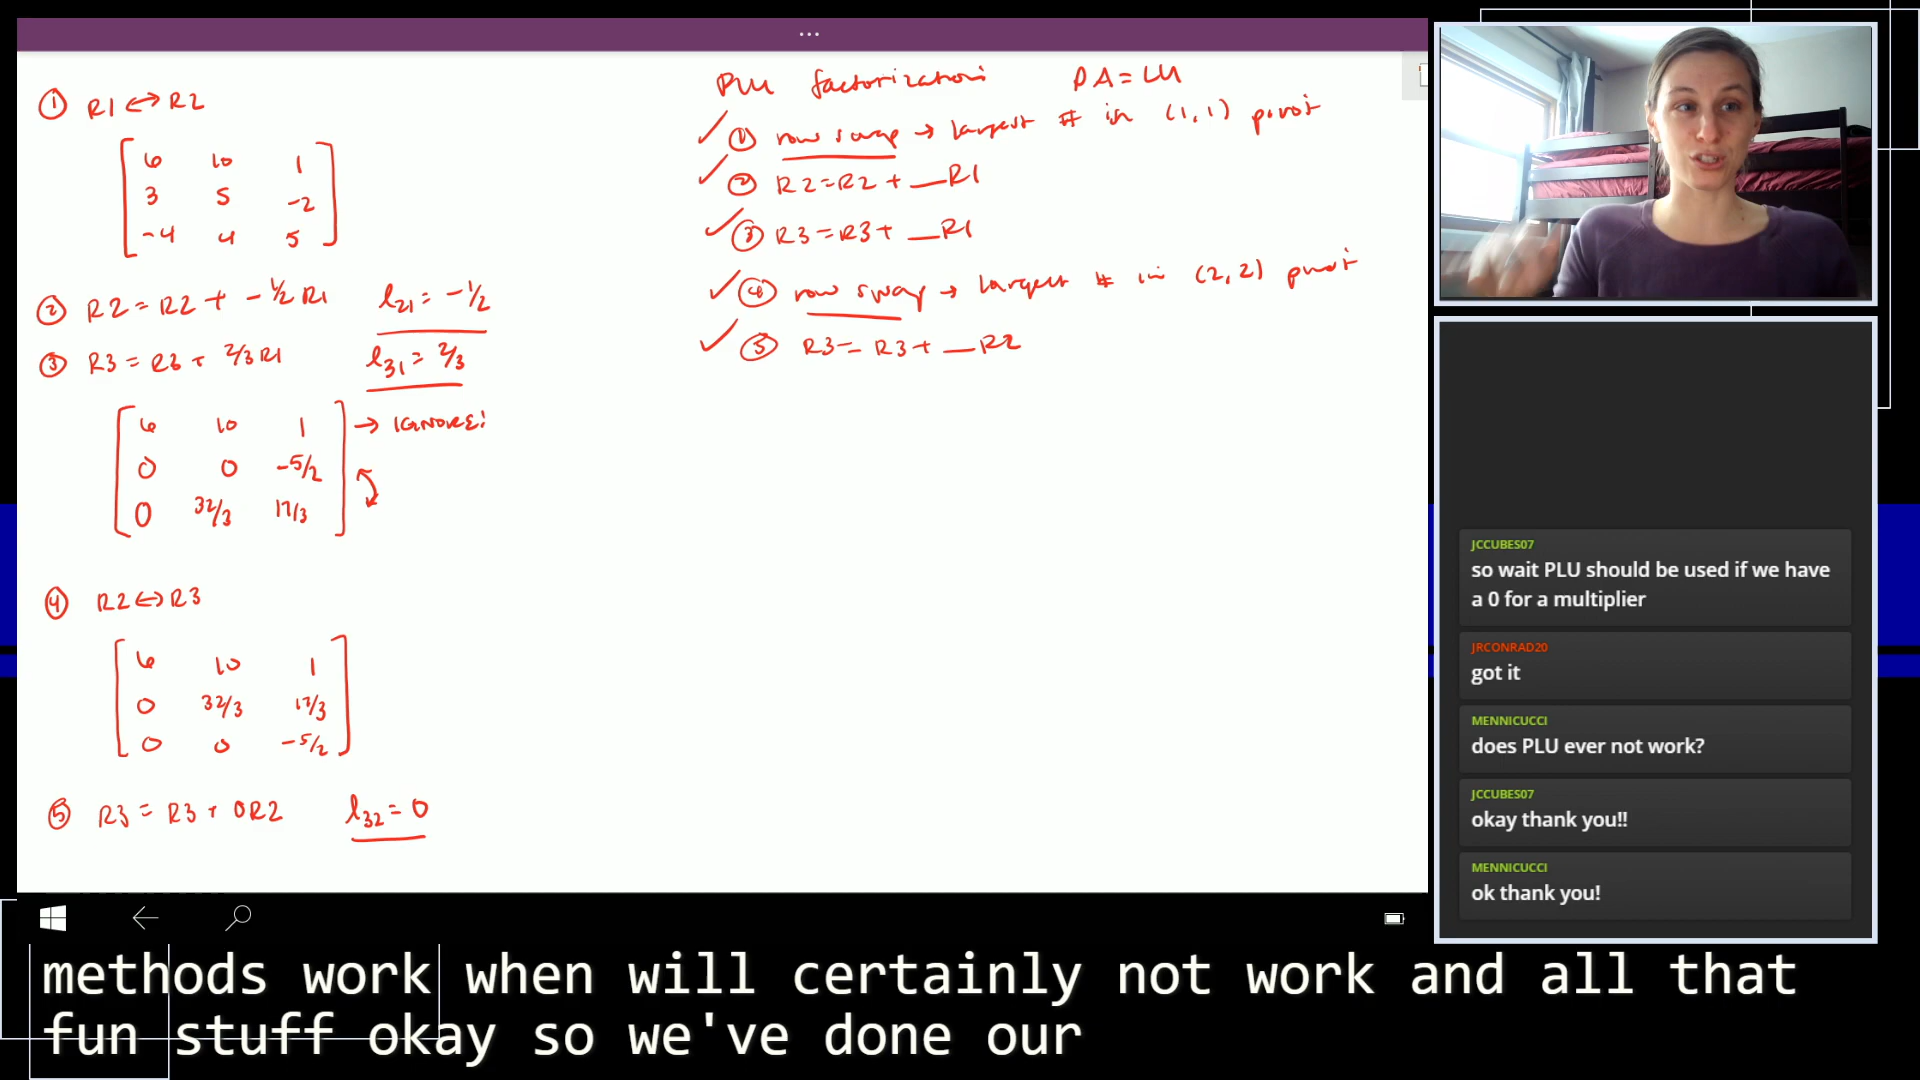 ...
① R1 ↔ R2
6 10 1
3 5 -2
-4 4 5
② R2 = R2 + -1/2 R1 l21 = -1/2
③ R3 = R3 + 2/3 R1 l31 = 2/3
6 10 1 → IGNORE!
0 0 -5/2
0 32/3 17/3
④ R2 ↔ R3
6 10 1
0 32/3 17/3
0 0 -5/2
⑤ R3 = R3 + 0R2 l32 = 0
PLU factorization PA = LU
✓ ① row swap → largest # in (1,1) pivot
✓ ② R2 = R2 + __R1
✓ ③ R3 = R3 + __R1
✓ ④ row swap → largest # in (2,2) pivot
✓ ⑤ R3 = R3 + __R2
JCCUBES07
so wait PLU should be used if we have
a 0 for a multiplier
JRCONRAD20
got it
MENNICUCCI
does PLU ever not work?
JCCUBES07
okay thank you!!
MENNICUCCI
ok thank you!
methods work when will certainly not work and all that
fun stuff okay so we've done our